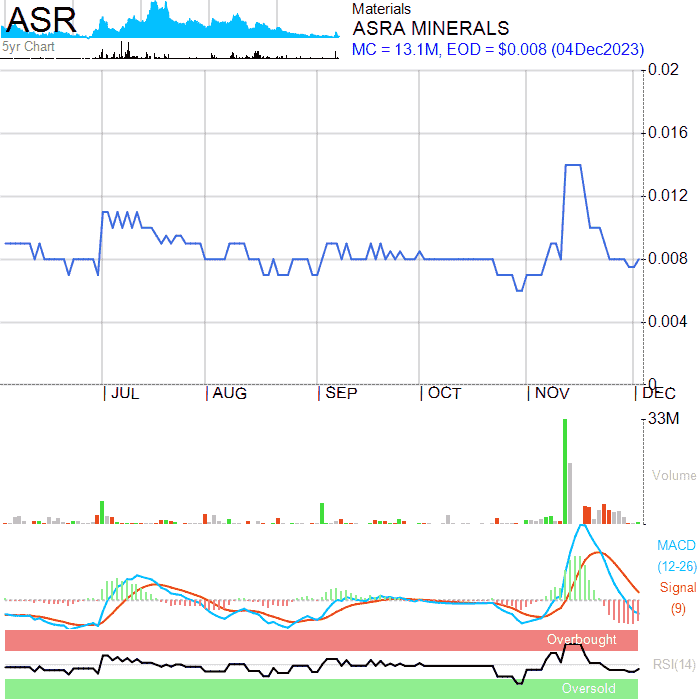 ASR
5yr Chart
Materials
ASRA MINERALS
MC = 13.1M, EOD = $0.008 (04Dec2023)
0.02
0.016
0.012
0.008
0.004
0
JUL AUG SEP OCT NOV DEC
33M
Volume
MACD
(12-26)
Signal
(9)
Overbought
RSI(14)
Oversold